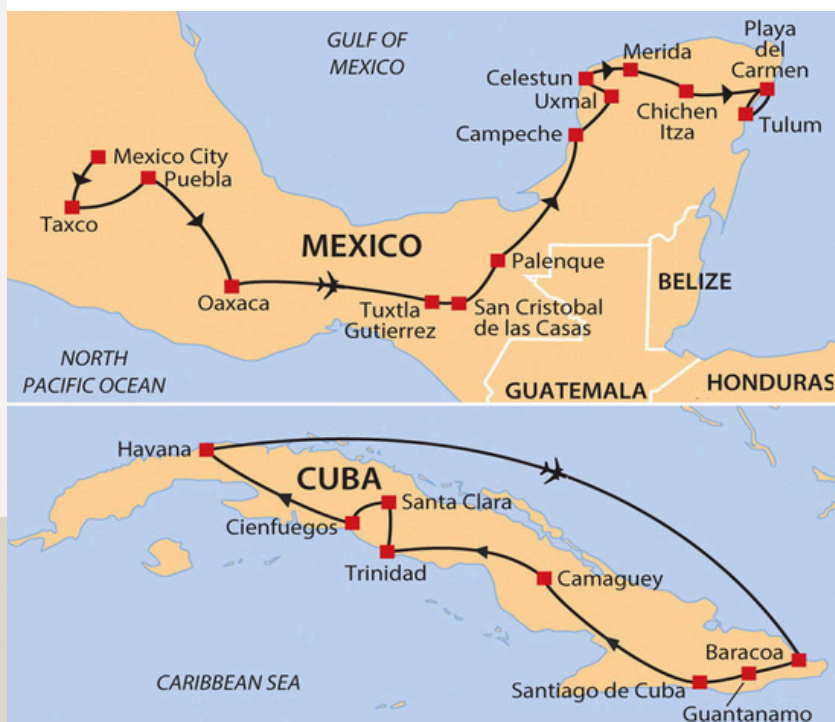 GULF OF
MEXICO
Playa
del
Carmen
Merida
Celestun
Uxmal
Chichen
Itza
Tulum
Campeche
Mexico City
Puebla
Taxco
MEXICO
Palenque
BELIZE
Oaxaca
Tuxtla
Gutierrez
San Cristobal
de las Casas
NORTH
PACIFIC OCEAN
GUATEMALA
HONDURAS
Havana
CUBA
Santa Clara
Cienfuegos
Trinidad
Camaguey
Baracoa
CARIBBEAN SEA
Santiago de Cuba
Guantanamo